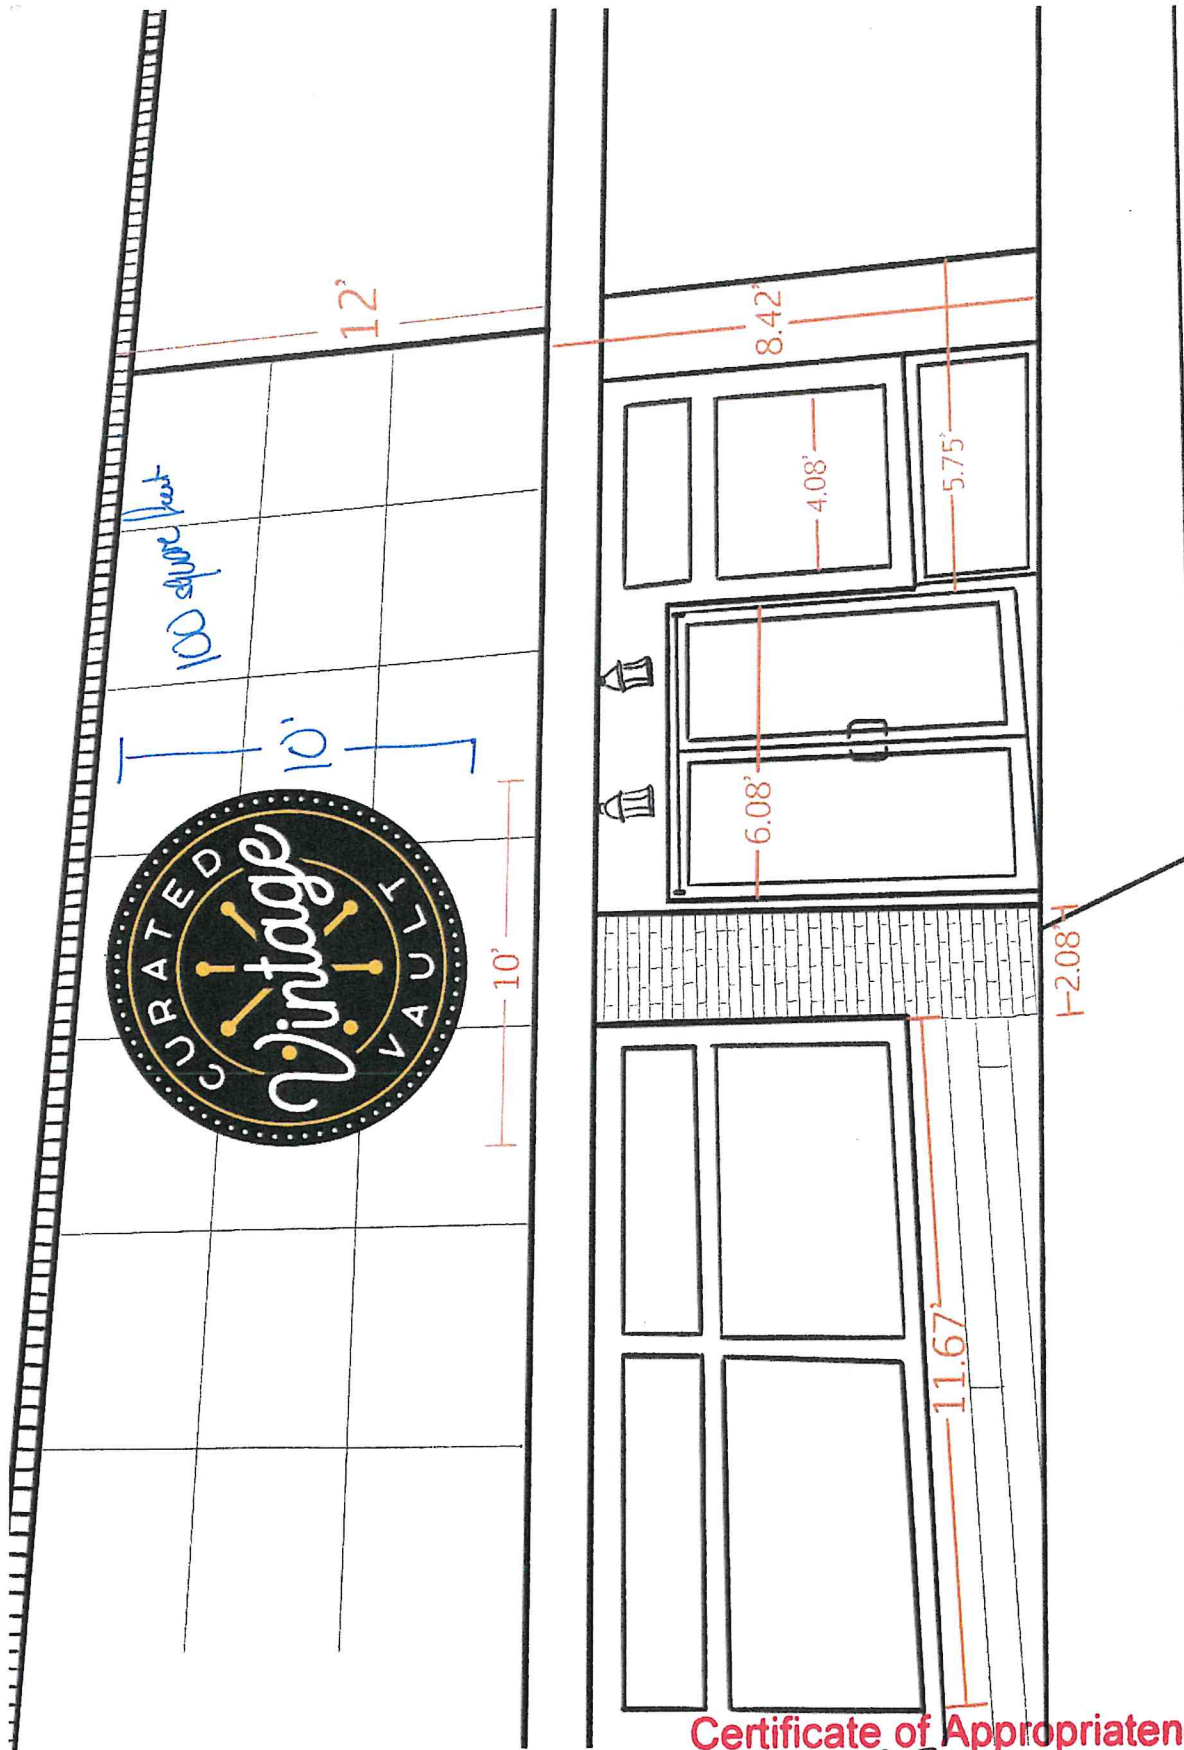 12'
100 square feet
10'
CURATED
Vintage
VAULT
10'
8.42'
4.08'
5.75'
6.08'
2.08'
11.67'
Certificate of Appropriaten